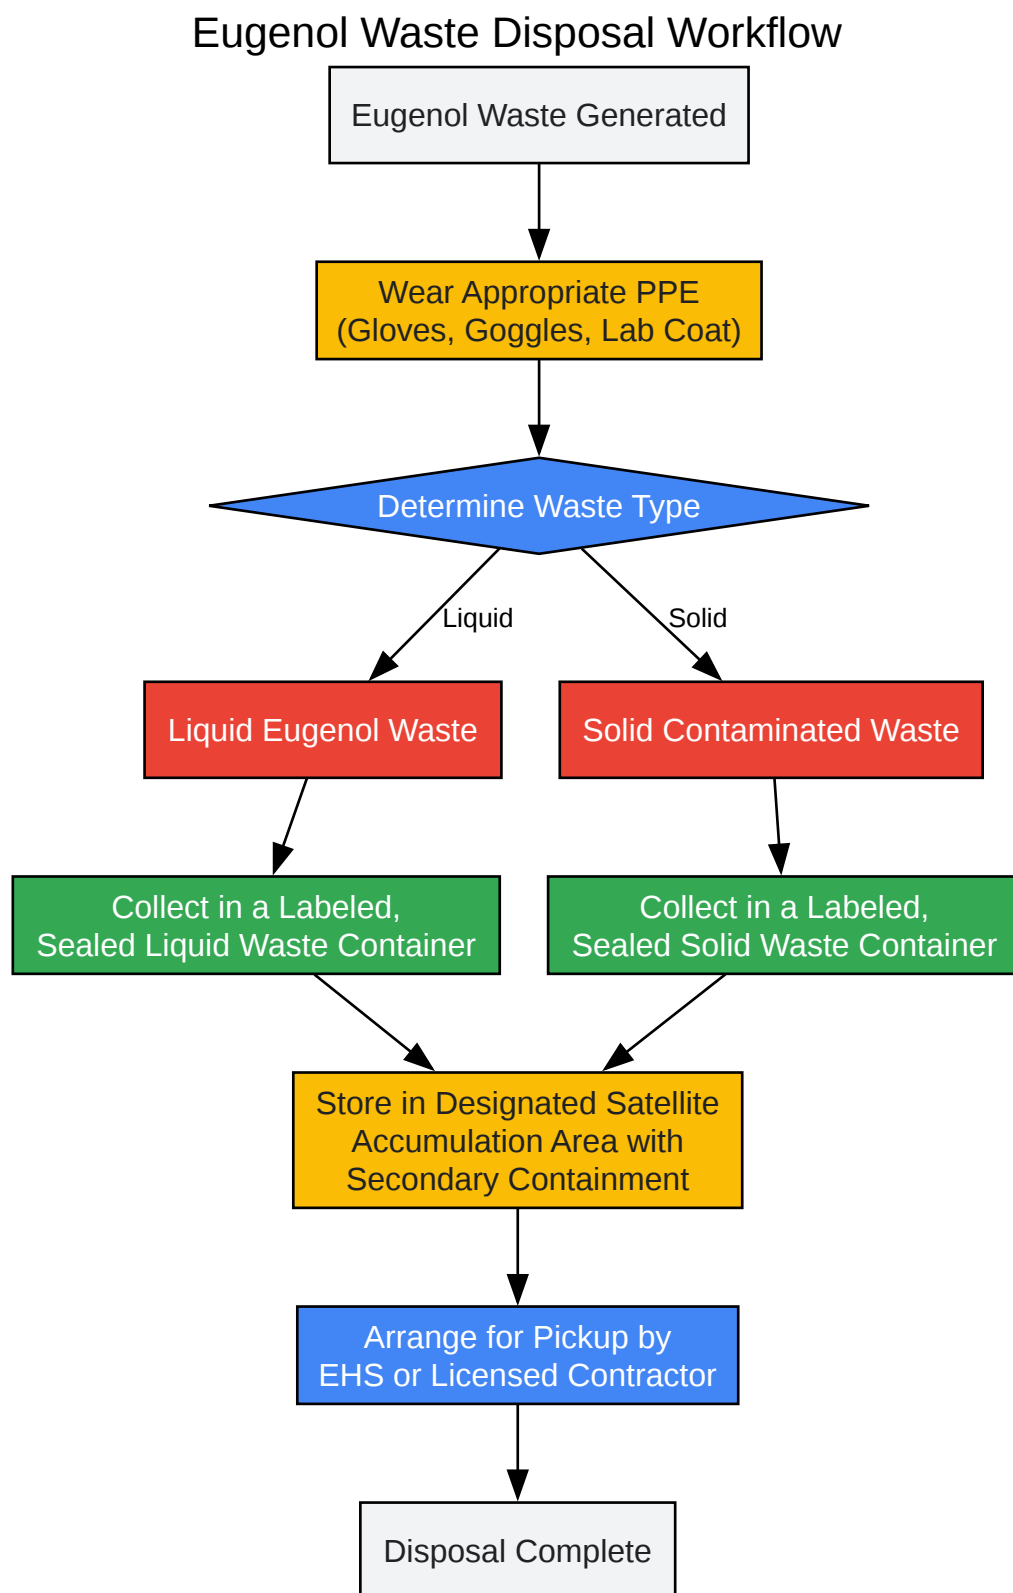 Eugenol Waste Disposal Workflow
Eugenol Waste Generated
Wear Appropriate PPE
(Gloves, Goggles, Lab Coat)
Determine Waste Type
Liquid
Solid
Liquid Eugenol Waste
Solid Contaminated Waste
Collect in a Labeled,
Sealed Liquid Waste Container
Collect in a Labeled,
Sealed Solid Waste Container
Store in Designated Satellite
Accumulation Area with
Secondary Containment
Arrange for Pickup by
EHS or Licensed Contractor
Disposal Complete